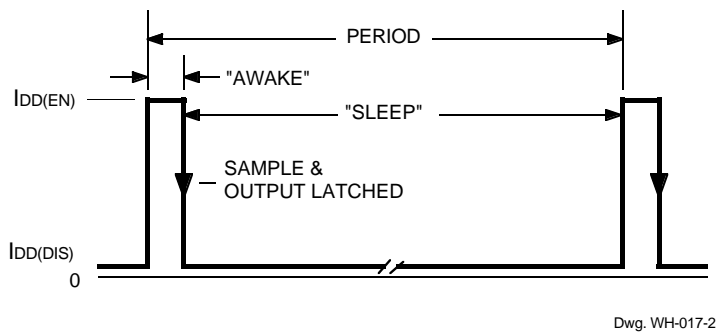 PERIOD
"AWAKE"
IDD(EN)
"SLEEP"
SAMPLE &
OUTPUT LATCHED
IDD(DIS)
0
Dwg. WH-017-2